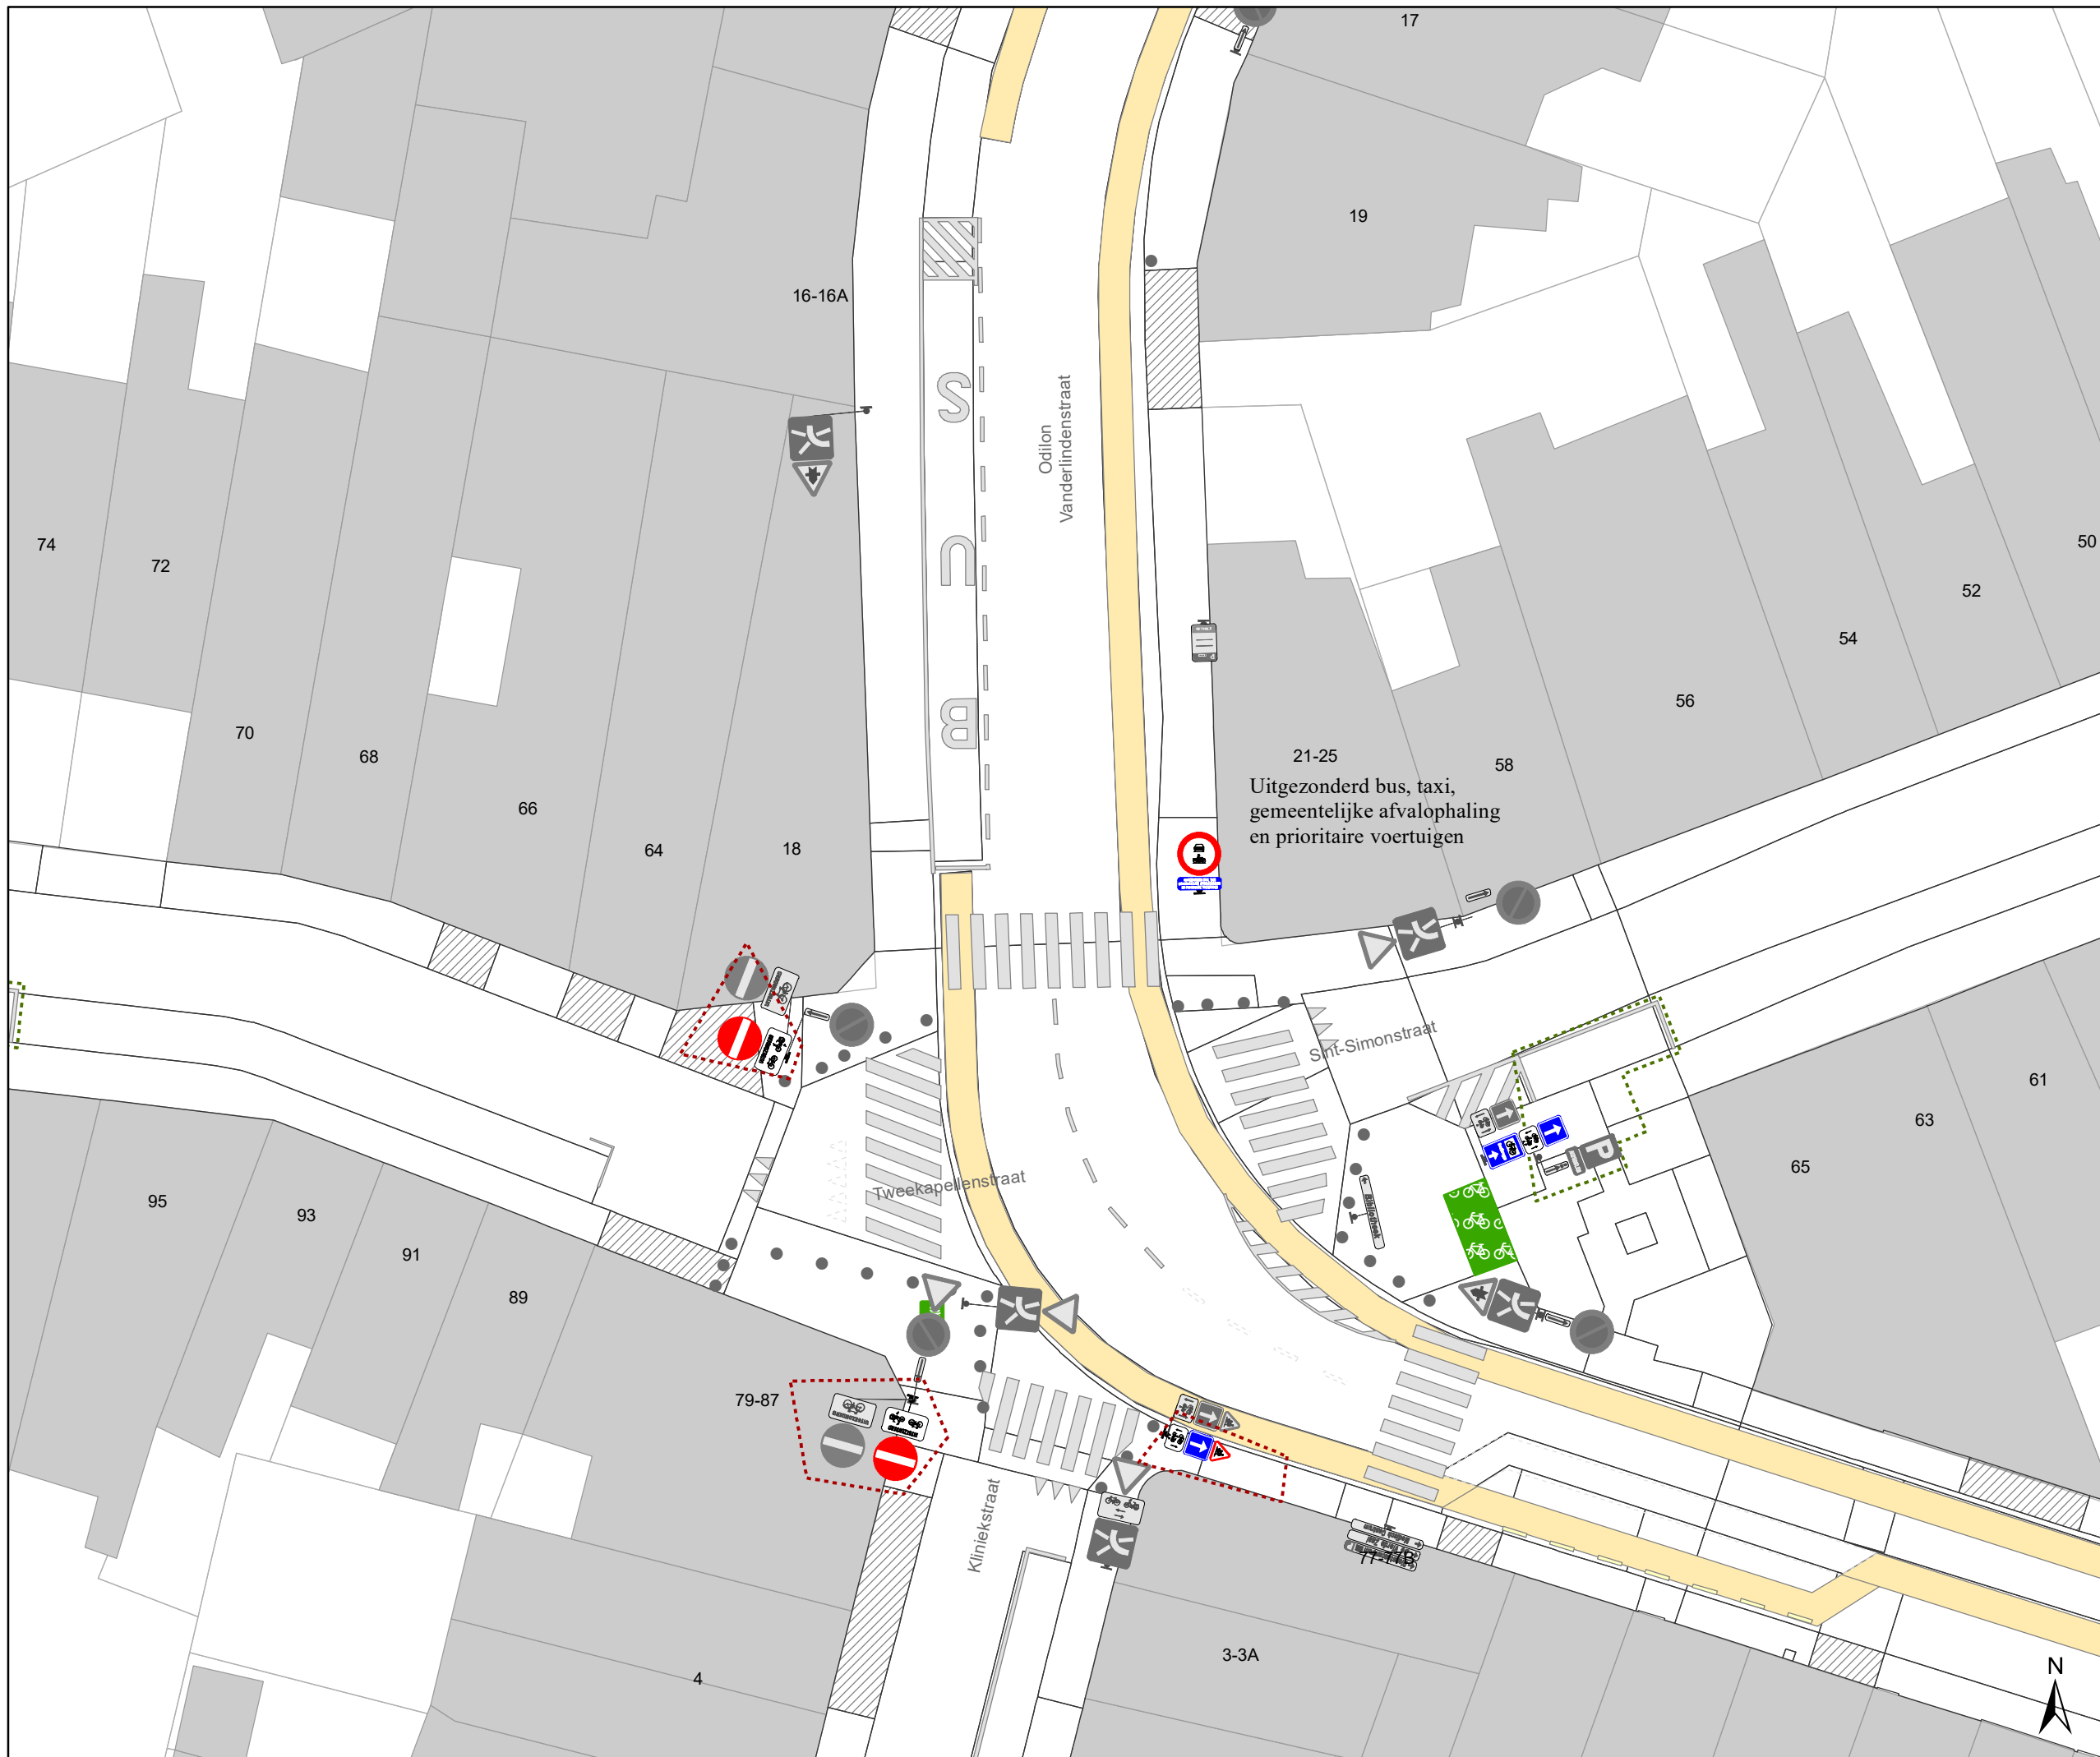 17
19
16-16A
S
U
B
Odilon
Vanderlindenstraat
74
72
70
68
66
64
18
50
52
54
56
58
21-25
Uitgezonderd bus, taxi,
gemeentelijke afvalophaling
en prioritaire voertuigen
Sint-Simonstraat
61
63
65
P
Bibliotheek
Tweekapellenstraat
95
93
91
89
79-87
Kliniekstraat
77-77B
3-3A
4
N